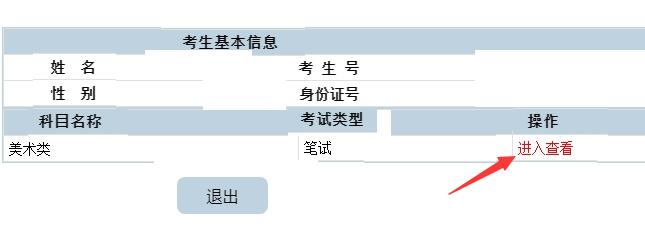 考生基本信息
姓 名 考 生 号
性 别 身份证号
科目名称 考试类型 操作
美术类 笔试 进入查看
退出